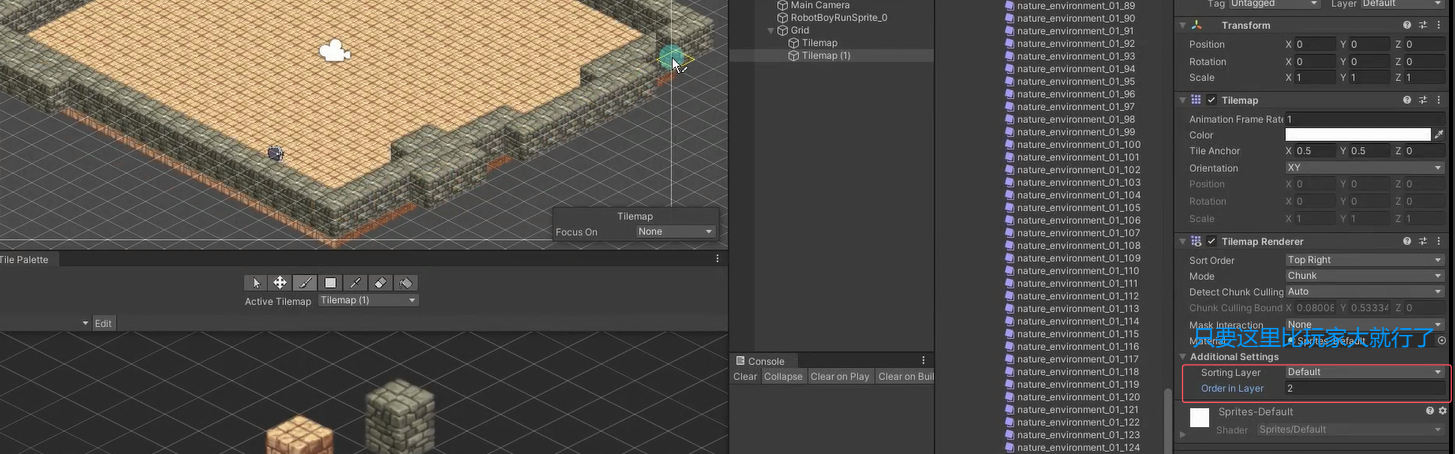 Tag Untagged Layer Default
Main Camera
RobotBoyRunSprite_0
Grid
Tilemap
Tilemap (1)
nature_environment_01_89
nature_environment_01_90
nature_environment_01_91
nature_environment_01_92
nature_environment_01_93
nature_environment_01_94
nature_environment_01_95
nature_environment_01_96
nature_environment_01_97
nature_environment_01_98
nature_environment_01_99
nature_environment_01_100
nature_environment_01_101
nature_environment_01_102
nature_environment_01_103
nature_environment_01_104
nature_environment_01_105
nature_environment_01_106
nature_environment_01_107
nature_environment_01_108
nature_environment_01_109
nature_environment_01_110
nature_environment_01_111
nature_environment_01_112
nature_environment_01_113
nature_environment_01_114
nature_environment_01_115
nature_environment_01_116
nature_environment_01_117
nature_environment_01_118
nature_environment_01_119
nature_environment_01_120
nature_environment_01_121
nature_environment_01_122
nature_environment_01_123
nature_environment_01_124
Transform
Position X 0 Y 0 Z 0
Rotation X 0 Y 0 Z 0
Scale X 1 Y 1 Z 1
Tilemap
Animation Frame Rate 1
Color
Tile Anchor X 0.5 Y 0.5 Z 0
Orientation XY
Position X 0 Y 0 Z 0
Rotation X 0 Y 0 Z 0
Scale X 1 Y 1 Z 1
Tilemap Renderer
Sort Order Top Right
Mode Chunk
Detect Chunk Culling Auto
Chunk Culling Bound X 0.08008 Y 0.53334 Z 0
Mask Interaction None
只要这里比玩家大就行了
Material Sprites-Default
Additional Settings
Sorting Layer Default
Order in Layer 2
Sprites-Default
Shader Sprites/Default
Tilemap
Focus On None
Tile Palette
Active Tilemap Tilemap (1)
Edit
Console
Clear Collapse Clear on Play Clear on Buil